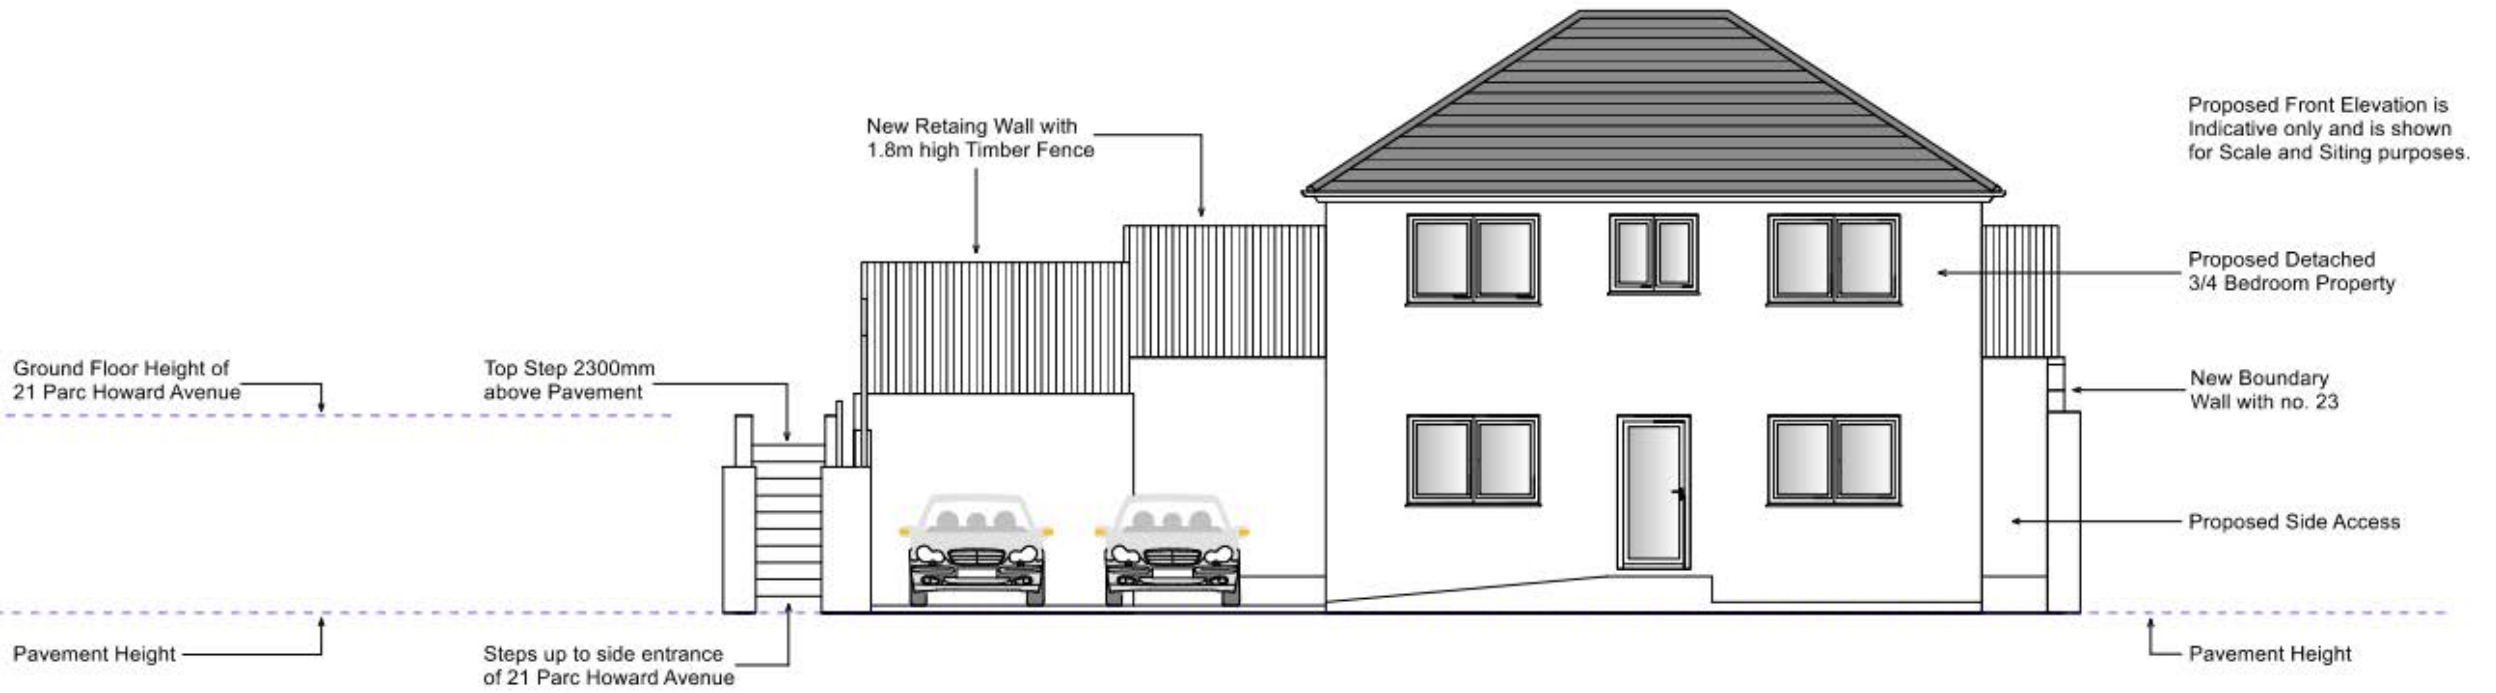 New Retaing Wall with
1.8m high Timber Fence
Proposed Front Elevation is
Indicative only and is shown
for Scale and Siting purposes.
Proposed Detached
3/4 Bedroom Property
Ground Floor Height of
21 Parc Howard Avenue
Top Step 2300mm
above Pavement
New Boundary
Wall with no. 23
Proposed Side Access
Pavement Height
Steps up to side entrance
of 21 Parc Howard Avenue
Pavement Height